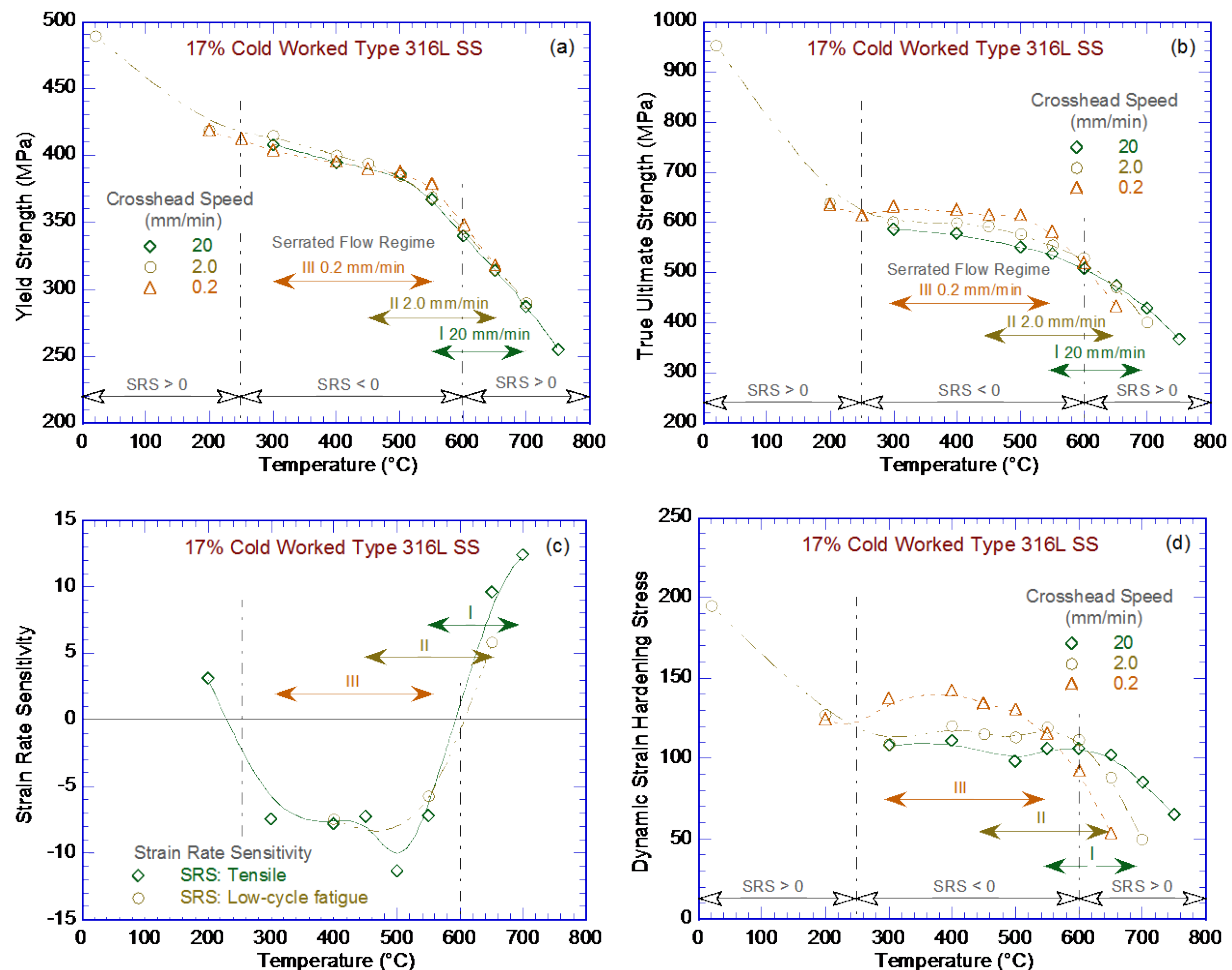 17% Cold Worked Type 316L SS (a)
500
450
400
350
300
250
200
Yield Strength (MPa)
Crosshead Speed
(mm/min)
20
2.0
0.2
Serrated Flow Regime
III 0.2 mm/min
II 2.0 mm/min
I 20 mm/min
SRS > 0 SRS < 0 SRS > 0
0 100 200 300 400 500 600 700 800
Temperature (°C)
17% Cold Worked Type 316L SS (b)
1000
900
800
700
600
500
400
300
200
True Ultimate Strength (MPa)
Crosshead Speed
(mm/min)
20
2.0
0.2
Serrated Flow Regime
III 0.2 mm/min
II 2.0 mm/min
I 20 mm/min
SRS > 0 SRS < 0 SRS > 0
0 100 200 300 400 500 600 700 800
Temperature (°C)
17% Cold Worked Type 316L SS (c)
15
10
5
0
-5
-10
-15
Strain Rate Sensitivity
I
II
III
Strain Rate Sensitivity
SRS: Tensile
SRS: Low-cycle fatigue
0 100 200 300 400 500 600 700 800
Temperature (°C)
17% Cold Worked Type 316L SS (d)
250
200
150
100
50
0
Dynamic Strain Hardening Stress
Crosshead Speed
(mm/min)
20
2.0
0.2
III
II
I
SRS > 0 SRS < 0 SRS > 0
0 100 200 300 400 500 600 700 800
Temperature (°C)